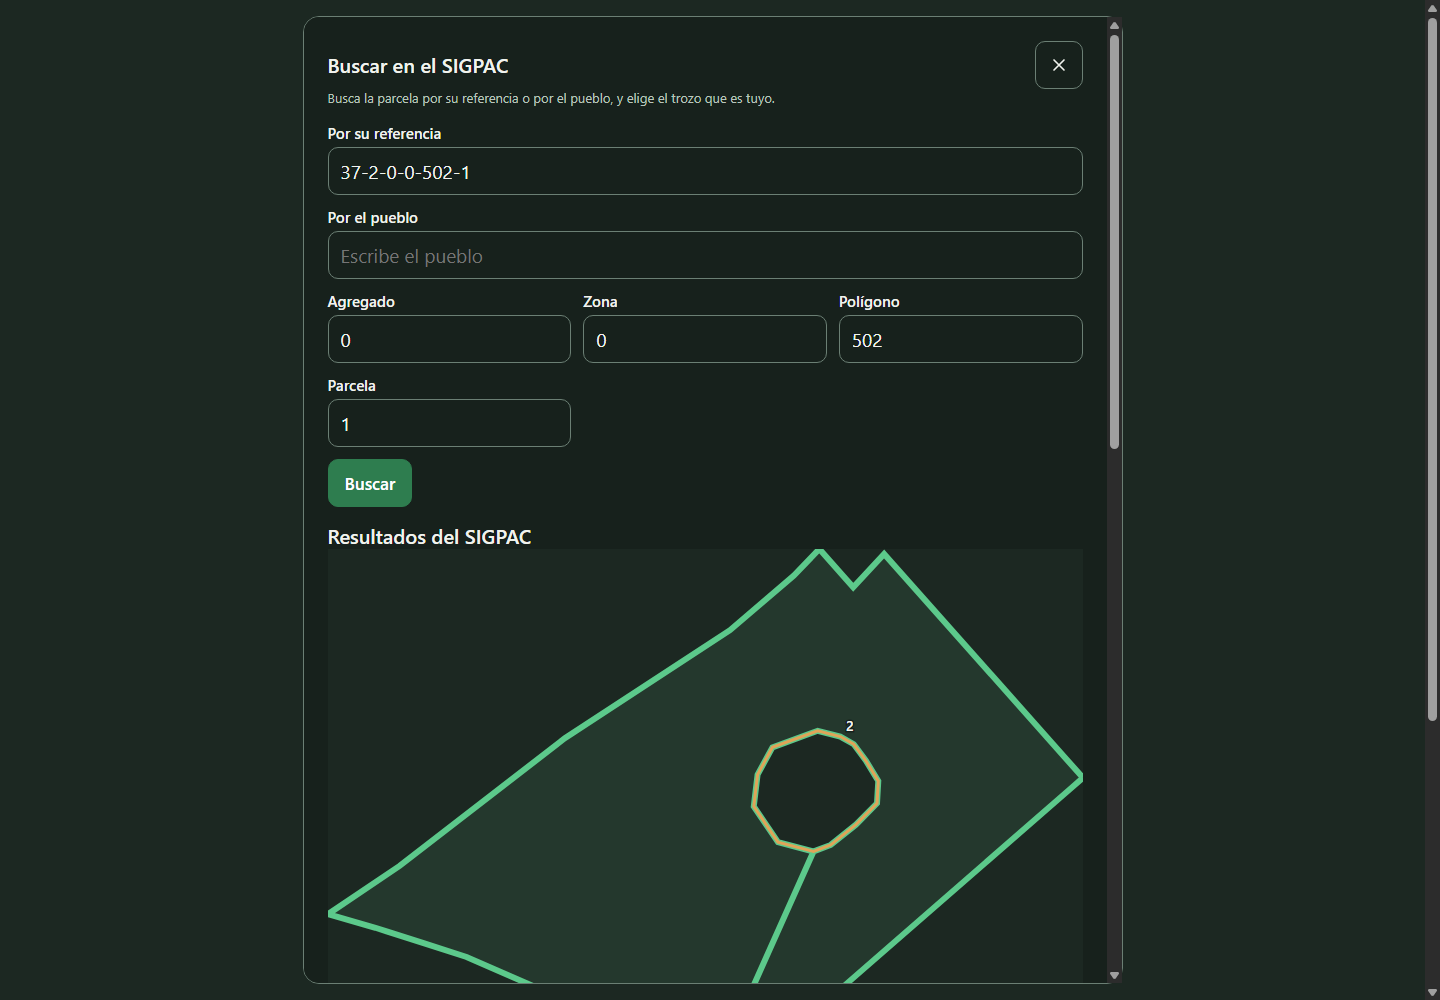 Buscar en el SIGPAC
Busca la parcela por su referencia o por el pueblo, y elige el trozo que es tuyo.
Por su referencia
37-2-0-0-502-1
Por el pueblo
Escribe el pueblo
Agregado Zona Polígono
0 0 502
Parcela
1
Buscar
Resultados del SIGPAC
2